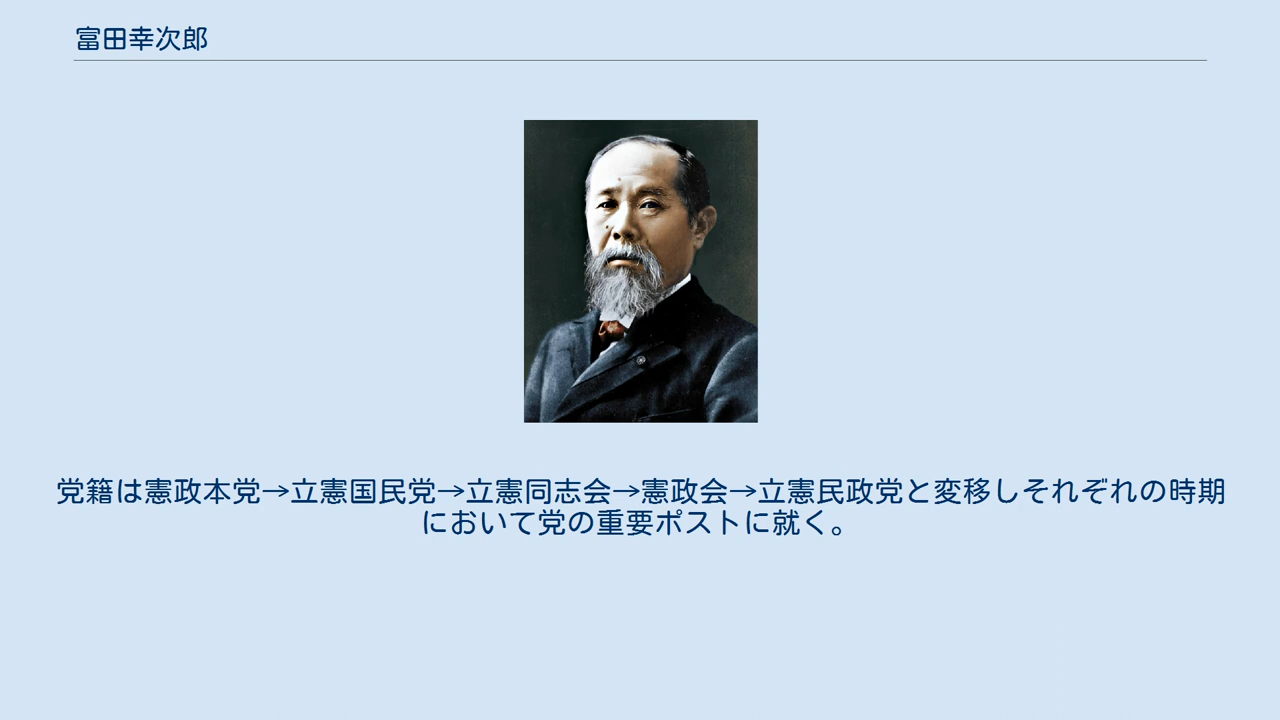 富田幸次郎
党籍は憲政本党→立憲国民党→立憲同志会→憲政会→立憲民政党と変移しそれぞれの時期
において党の重要ポストに就く。